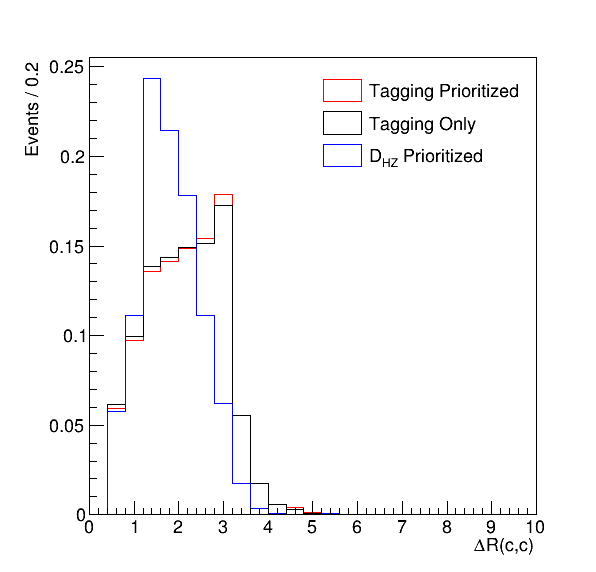 Events / 0.2
0.25
0.2
0.15
0.1
0.05
0
Tagging Prioritized
Tagging Only
D_HZ Prioritized
0 1 2 3 4 5 6 7 8 9 10
ΔR(c,c)